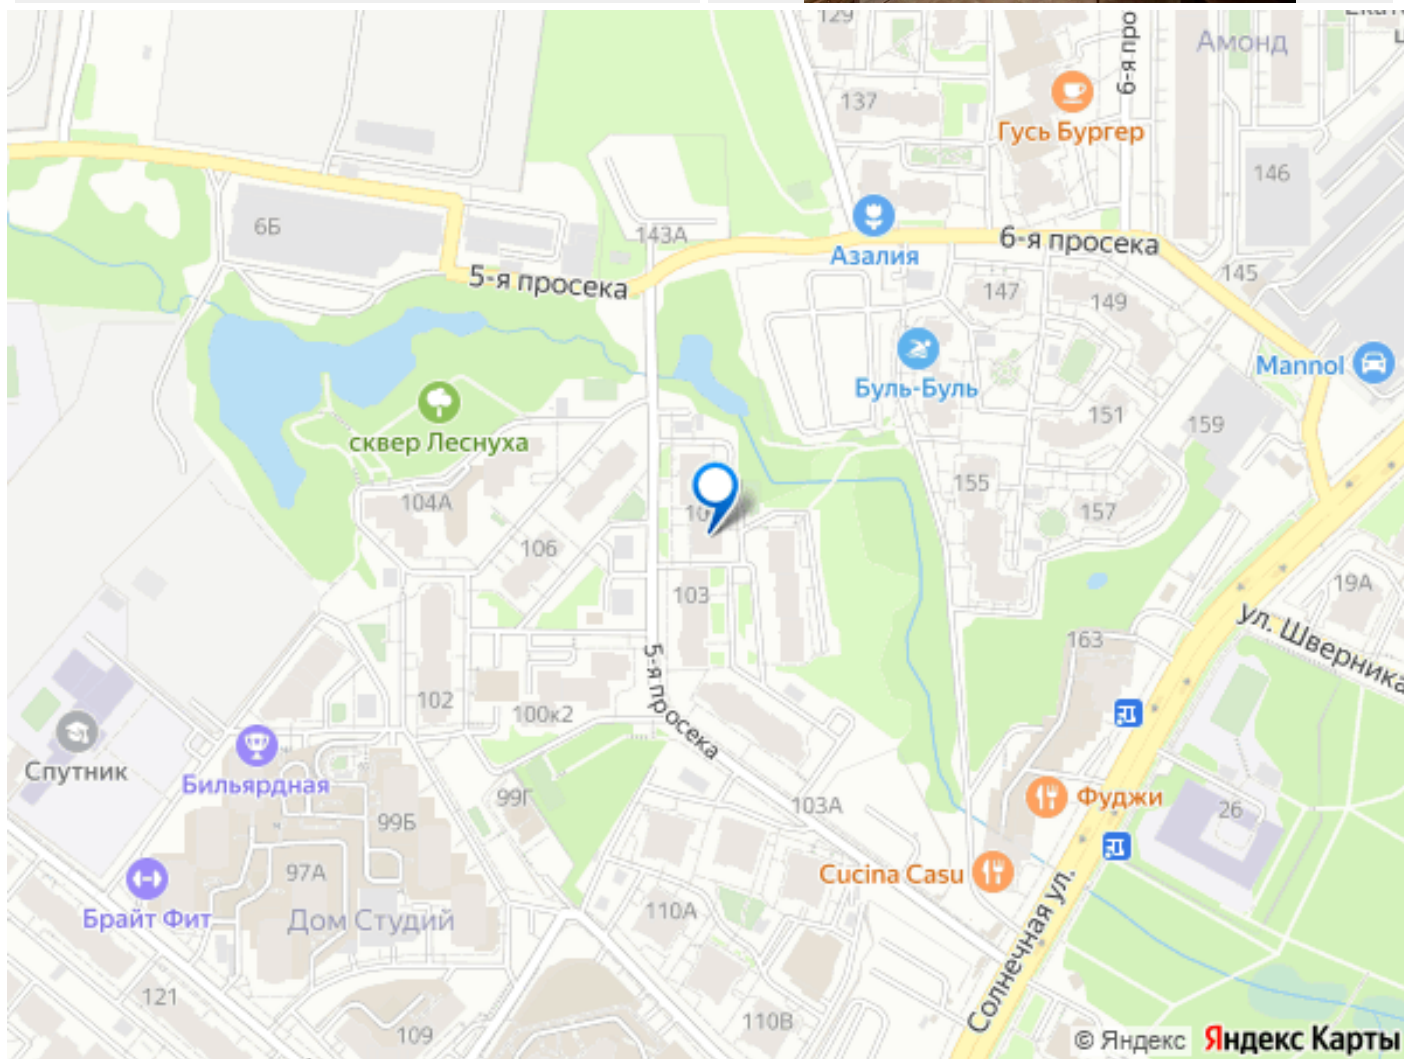 129
Амонд
6-я про
137
Гусь Бургер
146
6Б
143А
Азалия
6-я просека
145
5-я просека
147
149
Буль-Буль
Mannol
151
159
сквер Леснуха
104А
155
157
106
103
19А
ул. Шверника
163
5-я просека
102
100к2
Спутник
Бильярдная
99Г
99Б
103А
Фуджи
26
97А
Cucina Casu
Брайт Фит
Дом Студий
110А
Солнечная ул.
121
109
110В
© Яндекс Яндекс Карты